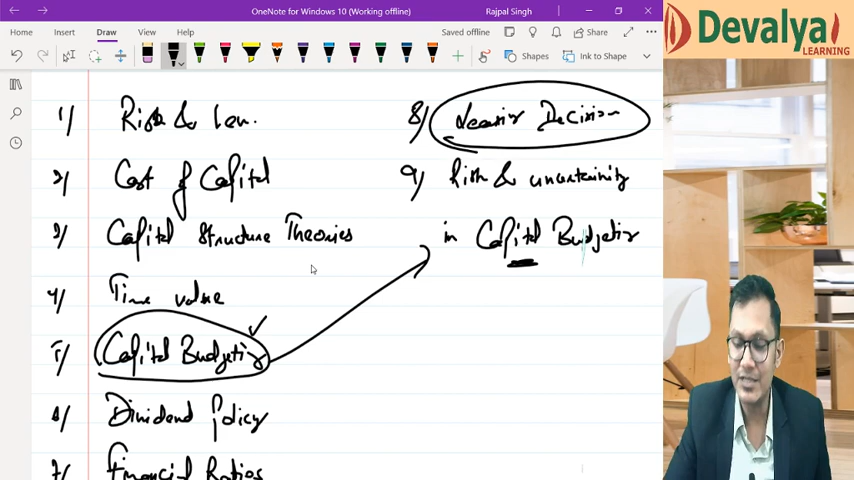 OneNote for Windows 10 (Working offline)
Rajpal Singh
Devalya
LEARNING
Home Insert Draw View Help
Saved offline Share
Shapes Ink to Shape
1) Risk & Lev.
2) Cost of Capital
3) Capital Structure Theories
4) Time value
5) Capital Budgeting
6) Dividend Policy
7) Financial Ratios
8) Leasing Decision
9) Risk & uncertainity
in Capital Budgeting